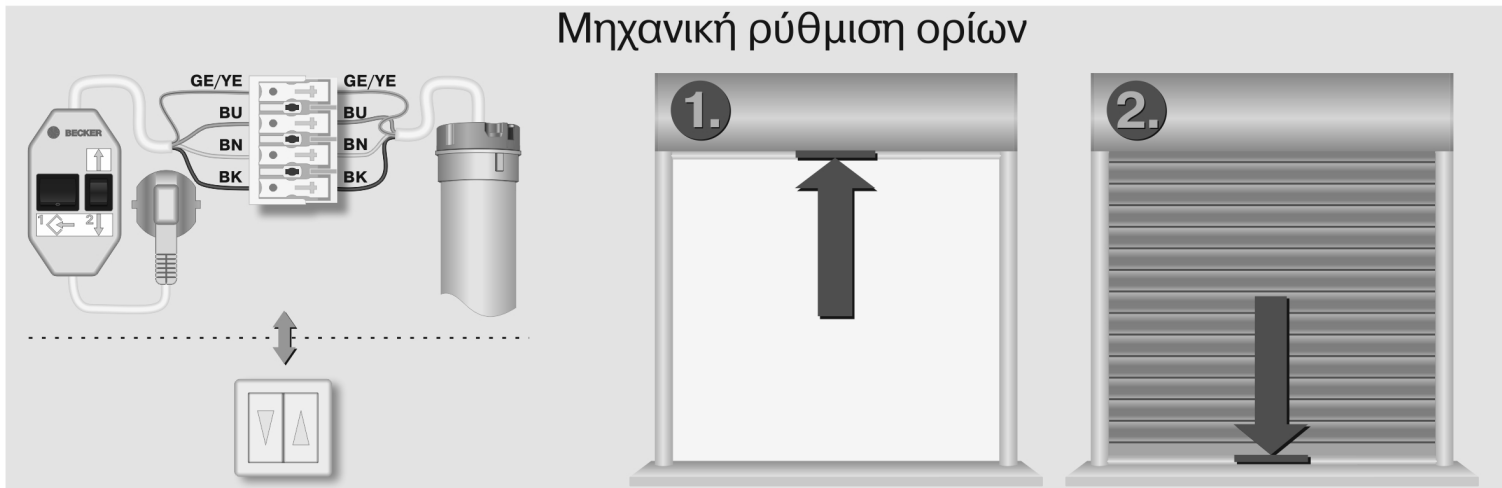 Μηχανική ρύθμιση ορίων
GE/YE GE/YE
BU BU
BN BN
BK BK
BECKER
1 2
1.
2.